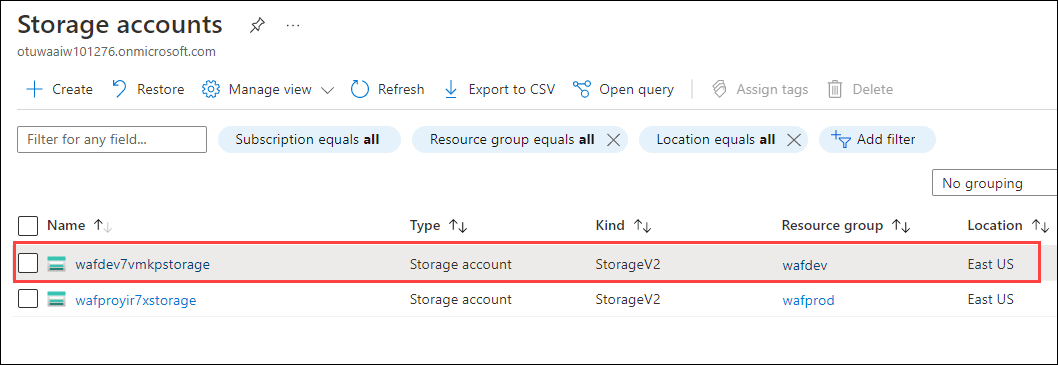 Storage accounts
otuwaaiw101276.onmicrosoft.com
Create Restore Manage view Refresh Export to CSV Open query Assign tags Delete
Filter for any field... Subscription equals all Resource group equals all Location equals all Add filter
No grouping
Name Type Kind Resource group Location
wafdev7vmkpstorage Storage account StorageV2 wafdev East US
wafproyir7xstorage Storage account StorageV2 wafprod East US